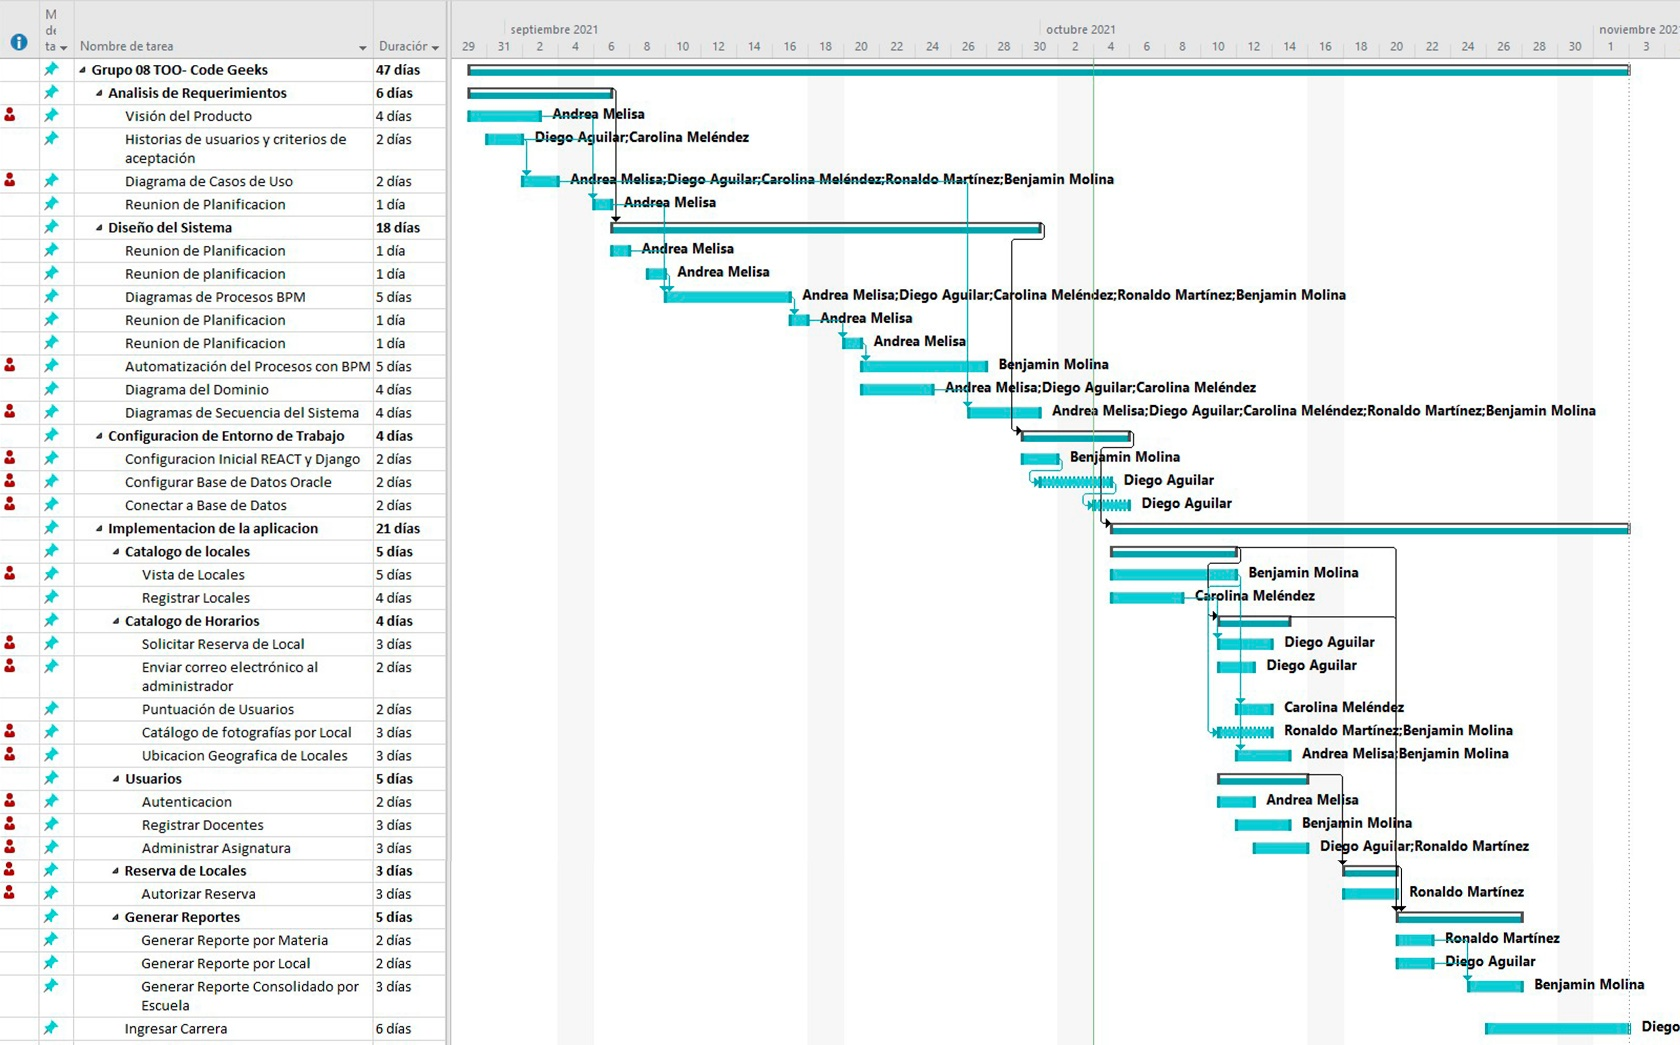 septiembre 2021 octubre 2021 noviembre 202
M
de
ta Nombre de tarea Duración 29 31 2 4 6 8 10 12 14 16 18 20 22 24 26 28 30 2 4 6 8 10 12 14 16 18 20 22 24 26 28 30 1 3
Grupo 08 TOO- Code Geeks 47 días
Analisis de Requerimientos 6 días
Visión del Producto 4 días Andrea Melisa
Historias de usuarios y criterios de 2 días Diego Aguilar;Carolina Meléndez
aceptación
Diagrama de Casos de Uso 2 días Andrea Melisa;Diego Aguilar;Carolina Meléndez;Ronaldo Martínez;Benjamin Molina
Reunion de Planificacion 1 día Andrea Melisa
Diseño del Sistema 18 días
Reunion de Planificacion 1 día Andrea Melisa
Reunion de planificacion 1 día Andrea Melisa
Diagramas de Procesos BPM 5 días Andrea Melisa;Diego Aguilar;Carolina Meléndez;Ronaldo Martínez;Benjamin Molina
Reunion de Planificacion 1 día Andrea Melisa
Reunion de Planificacion 1 día Andrea Melisa
Automatización del Procesos con BPM 5 días Benjamin Molina
Diagrama del Dominio 4 días Andrea Melisa;Diego Aguilar;Carolina Meléndez
Diagramas de Secuencia del Sistema 4 días Andrea Melisa;Diego Aguilar;Carolina Meléndez;Ronaldo Martínez;Benjamin Molina
Configuracion de Entorno de Trabajo 4 días
Configuracion Inicial REACT y Django 2 días Benjamin Molina
Configurar Base de Datos Oracle 2 días Diego Aguilar
Conectar a Base de Datos 2 días Diego Aguilar
Implementacion de la aplicacion 21 días
Catalogo de locales 5 días
Vista de Locales 5 días Benjamin Molina
Registrar Locales 4 días Carolina Meléndez
Catalogo de Horarios 4 días
Solicitar Reserva de Local 3 días Diego Aguilar
Enviar correo electrónico al 2 días Diego Aguilar
administrador
Puntuación de Usuarios 2 días Carolina Meléndez
Catálogo de fotografías por Local 3 días Ronaldo Martínez;Benjamin Molina
Ubicacion Geografica de Locales 3 días Andrea Melisa;Benjamin Molina
Usuarios 5 días
Autenticacion 2 días Andrea Melisa
Registrar Docentes 3 días Benjamin Molina
Administrar Asignatura 3 días Diego Aguilar;Ronaldo Martínez
Reserva de Locales 3 días
Autorizar Reserva 3 días Ronaldo Martínez
Generar Reportes 5 días
Generar Reporte por Materia 2 días Ronaldo Martínez
Generar Reporte por Local 2 días Diego Aguilar
Generar Reporte Consolidado por 3 días Benjamin Molina
Escuela
Ingresar Carrera 6 días Diego